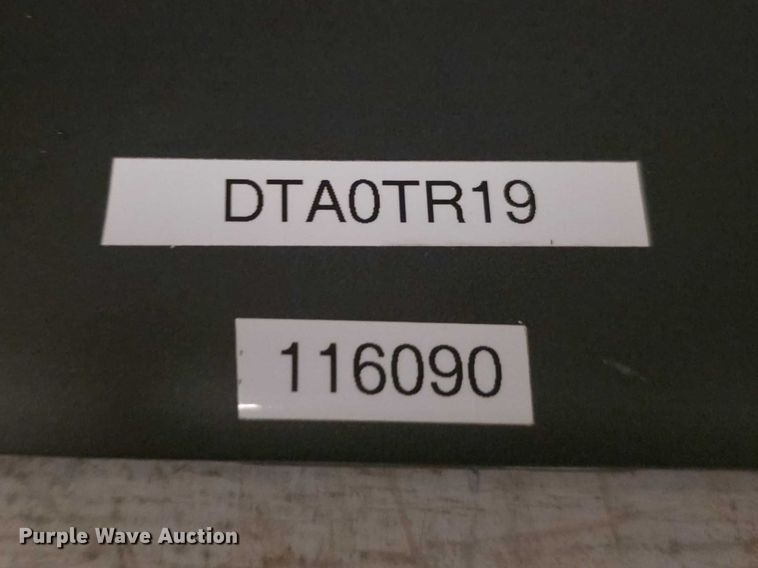 DTA0TR19
116090
Purple Wave Auction